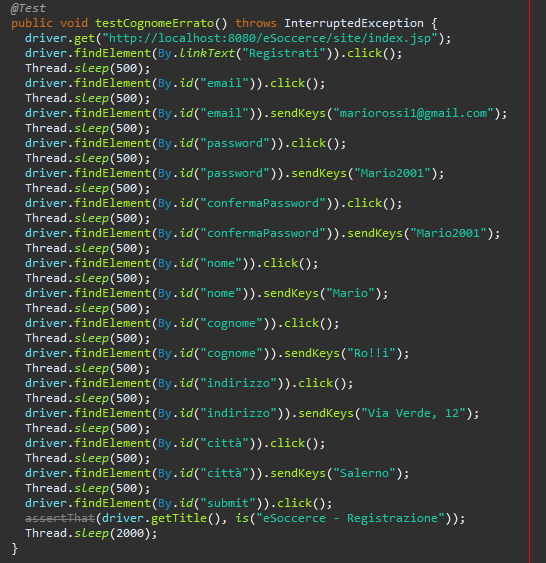 @Test
public void testCognomeErrato() throws InterruptedException {
driver.get("http://localhost:8080/eSoccerce/site/index.jsp");
driver.findElement(By.linkText("Registrati")).click();
Thread.sleep(500);
driver.findElement(By.id("email")).click();
Thread.sleep(500);
driver.findElement(By.id("email")).sendKeys("mariorossi1@gmail.com");
Thread.sleep(500);
driver.findElement(By.id("password")).click();
Thread.sleep(500);
driver.findElement(By.id("password")).sendKeys("Mario2001");
Thread.sleep(500);
driver.findElement(By.id("confermaPassword")).click();
Thread.sleep(500);
driver.findElement(By.id("confermaPassword")).sendKeys("Mario2001");
Thread.sleep(500);
driver.findElement(By.id("nome")).click();
Thread.sleep(500);
driver.findElement(By.id("nome")).sendKeys("Mario");
Thread.sleep(500);
driver.findElement(By.id("cognome")).click();
Thread.sleep(500);
driver.findElement(By.id("cognome")).sendKeys("Ro!!i");
Thread.sleep(500);
driver.findElement(By.id("indirizzo")).click();
Thread.sleep(500);
driver.findElement(By.id("indirizzo")).sendKeys("Via Verde, 12");
Thread.sleep(500);
driver.findElement(By.id("città")).click();
Thread.sleep(500);
driver.findElement(By.id("città")).sendKeys("Salerno");
Thread.sleep(500);
driver.findElement(By.id("submit")).click();
assertThat(driver.getTitle(), is("eSoccerce - Registrazione"));
Thread.sleep(2000);
}